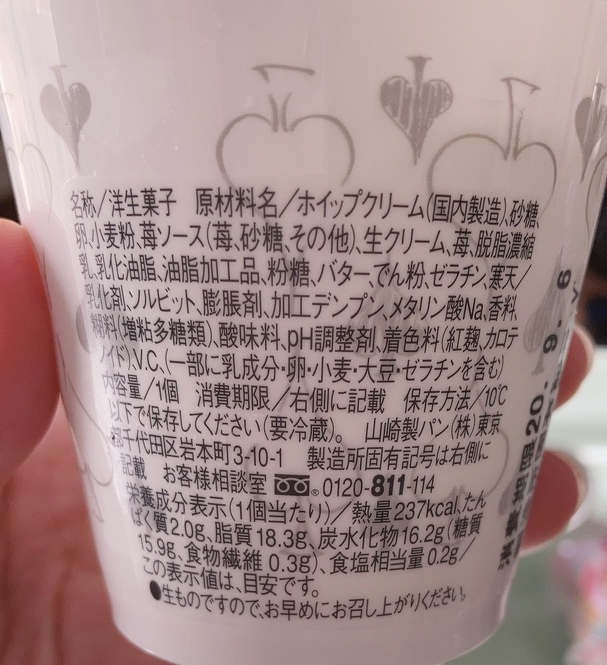 名称／洋生菓子　原材料名／ホイップクリーム(国内製造)、砂糖、
卵、小麦粉、苺ソース(苺、砂糖、その他)、生クリーム、苺、脱脂濃縮
乳、乳化油脂、油脂加工品、粉糖、バター、でん粉、ゼラチン、寒天／
乳化剤、ソルビット、膨脹剤、加工デンプン、メタリン酸Na、香料、
糊料(増粘多糖類)、酸味料、pH調整剤、着色料(紅麹、カロテ
ノイド)、V.C、(一部に乳成分・卵・小麦・大豆・ゼラチンを含む)
内容量／1個　消費期限／右側に記載　保存方法／10℃
以下で保存してください(要冷蔵)。　山崎製パン(株)東京
都千代田区岩本町3-10-1　製造所固有記号は右側に
記載　お客様相談室 0120-811-114
栄養成分表示(1個当たり)／熱量237kcal、たん
ぱく質2.0g、脂質18.3g、炭水化物16.2g(糖質
15.9g、食物繊維 0.3g)、食塩相当量0.2g／
この表示値は、目安です。
●生ものですので、お早めにお召し上がりください。
消費期限20. 9. 6